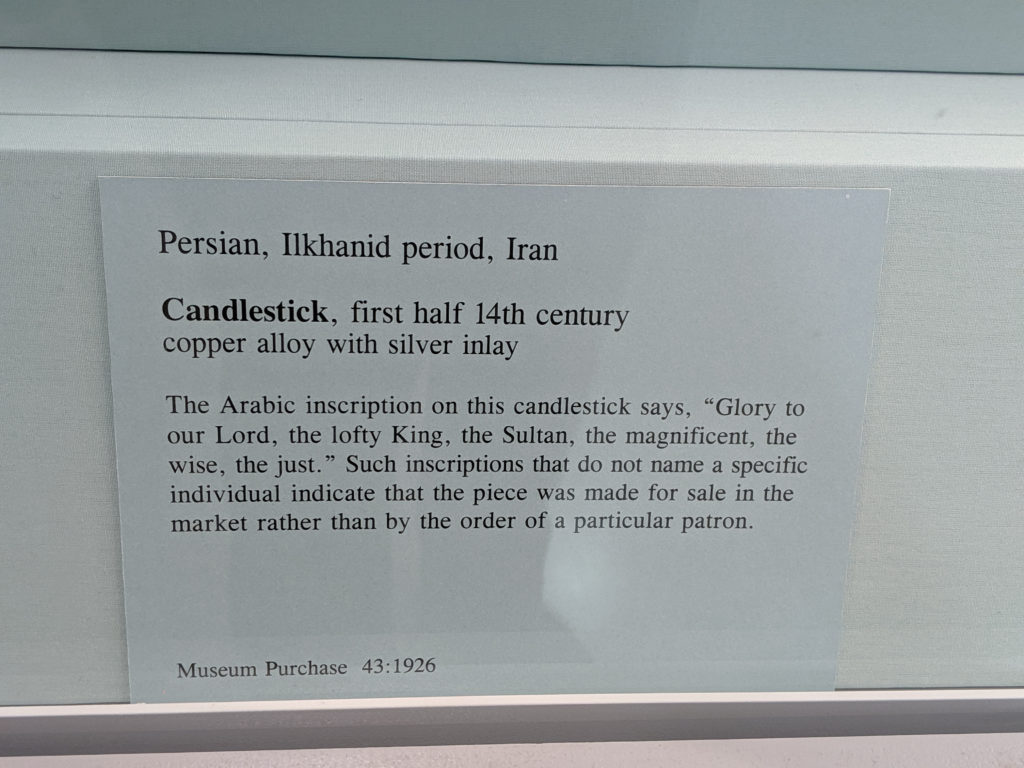 Persian, Ilkhanid period, Iran
Candlestick, first half 14th century
copper alloy with silver inlay
The Arabic inscription on this candlestick says, “Glory to
our Lord, the lofty King, the Sultan, the magnificent, the
wise, the just.” Such inscriptions that do not name a specific
individual indicate that the piece was made for sale in the
market rather than by the order of a particular patron.
Museum Purchase 43:1926